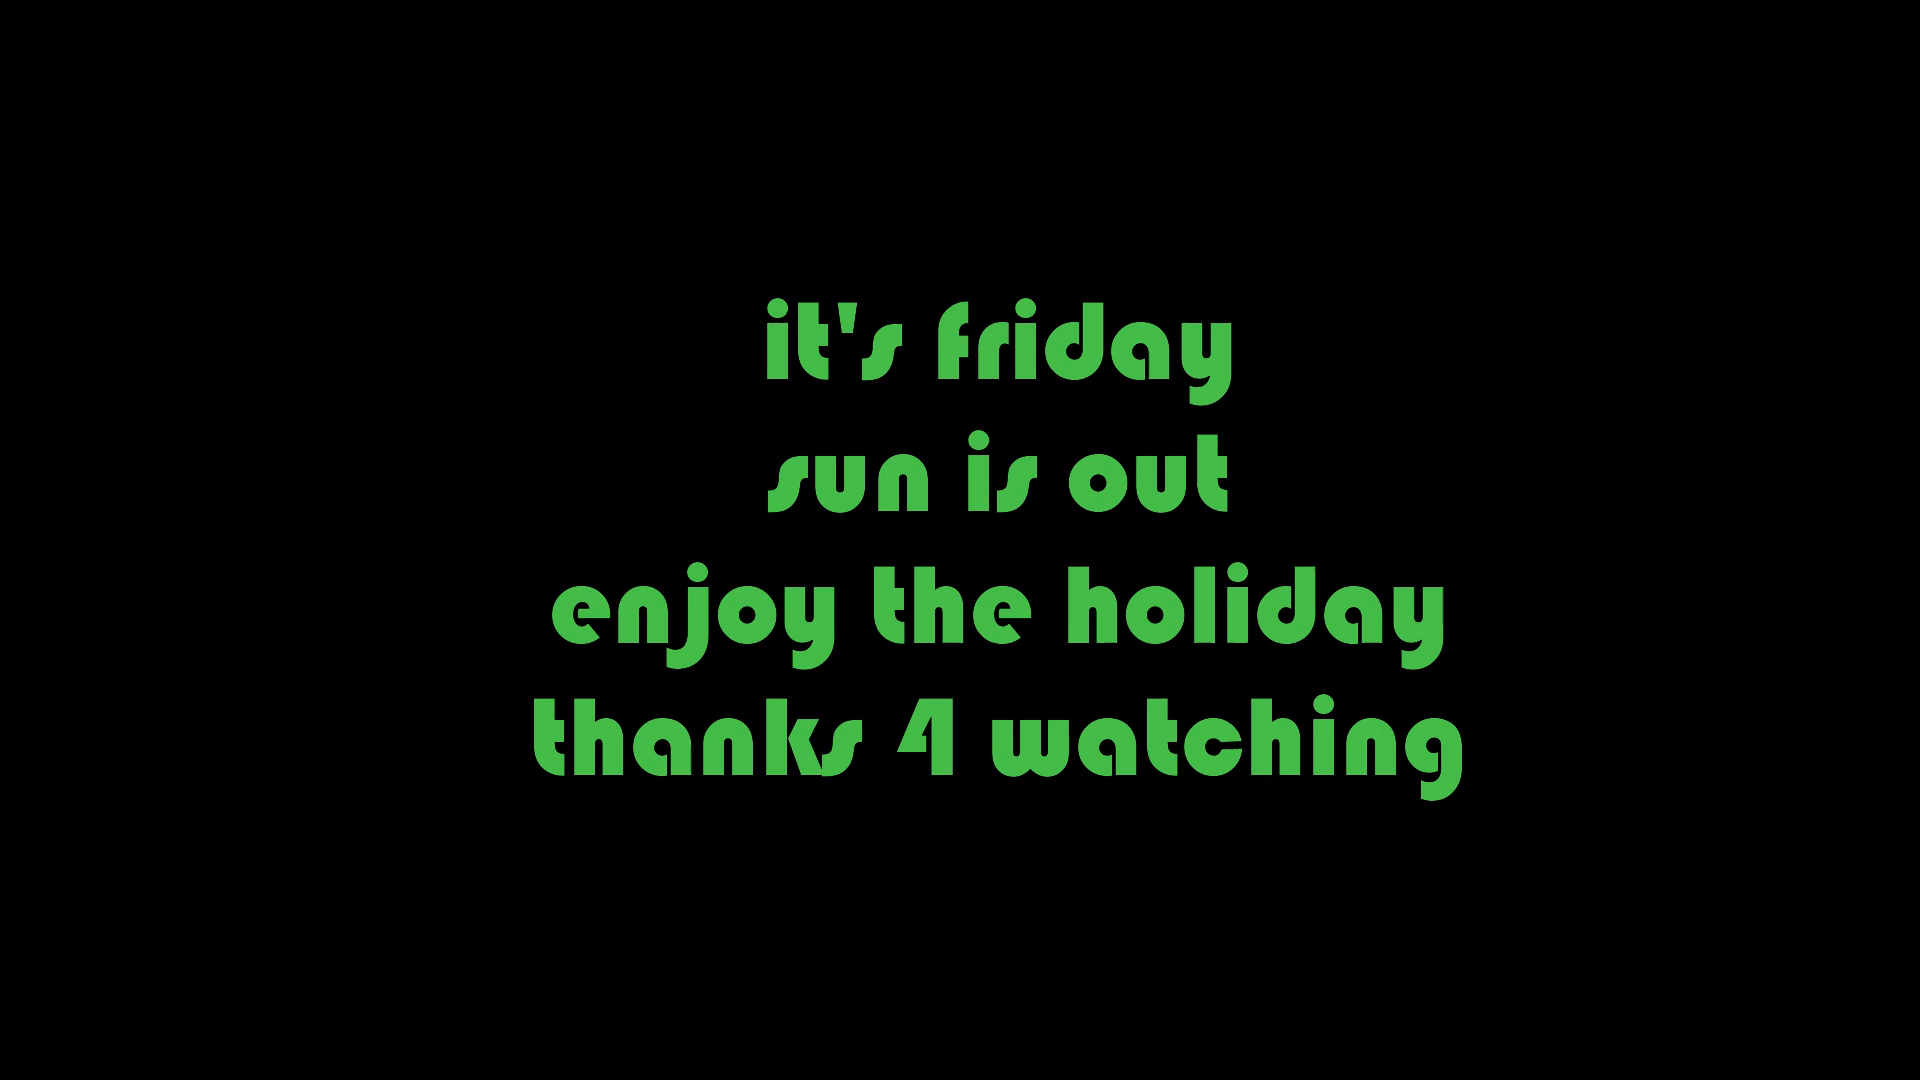 it's friday
sun is out
enjoy the holiday
thanks 4 watching